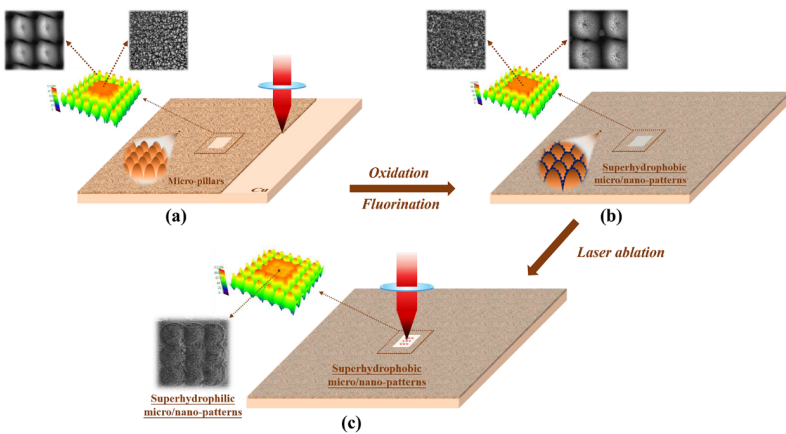 Micro-pillars
Cu
(a)
Oxidation
Fluorination
Superhydrophobic
micro/nano-patterns
(b)
Laser ablation
Superhydrophobic
micro/nano-patterns
Superhydrophilic
micro/nano-patterns
(c)